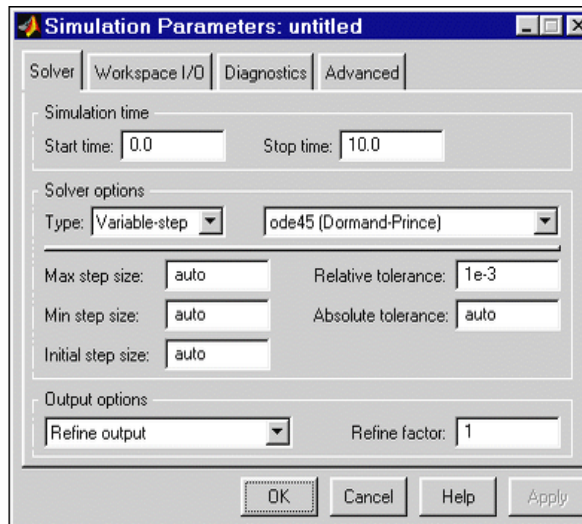 Simulation Parameters: untitled
Solver Workspace I/O Diagnostics Advanced
Simulation time
Start time: 0.0 Stop time: 10.0
Solver options
Type: Variable-step ode45 (Dormand-Prince)
Max step size: auto Relative tolerance: 1e-3
Min step size: auto Absolute tolerance: auto
Initial step size: auto
Output options
Refine output Refine factor: 1
OK Cancel Help Apply